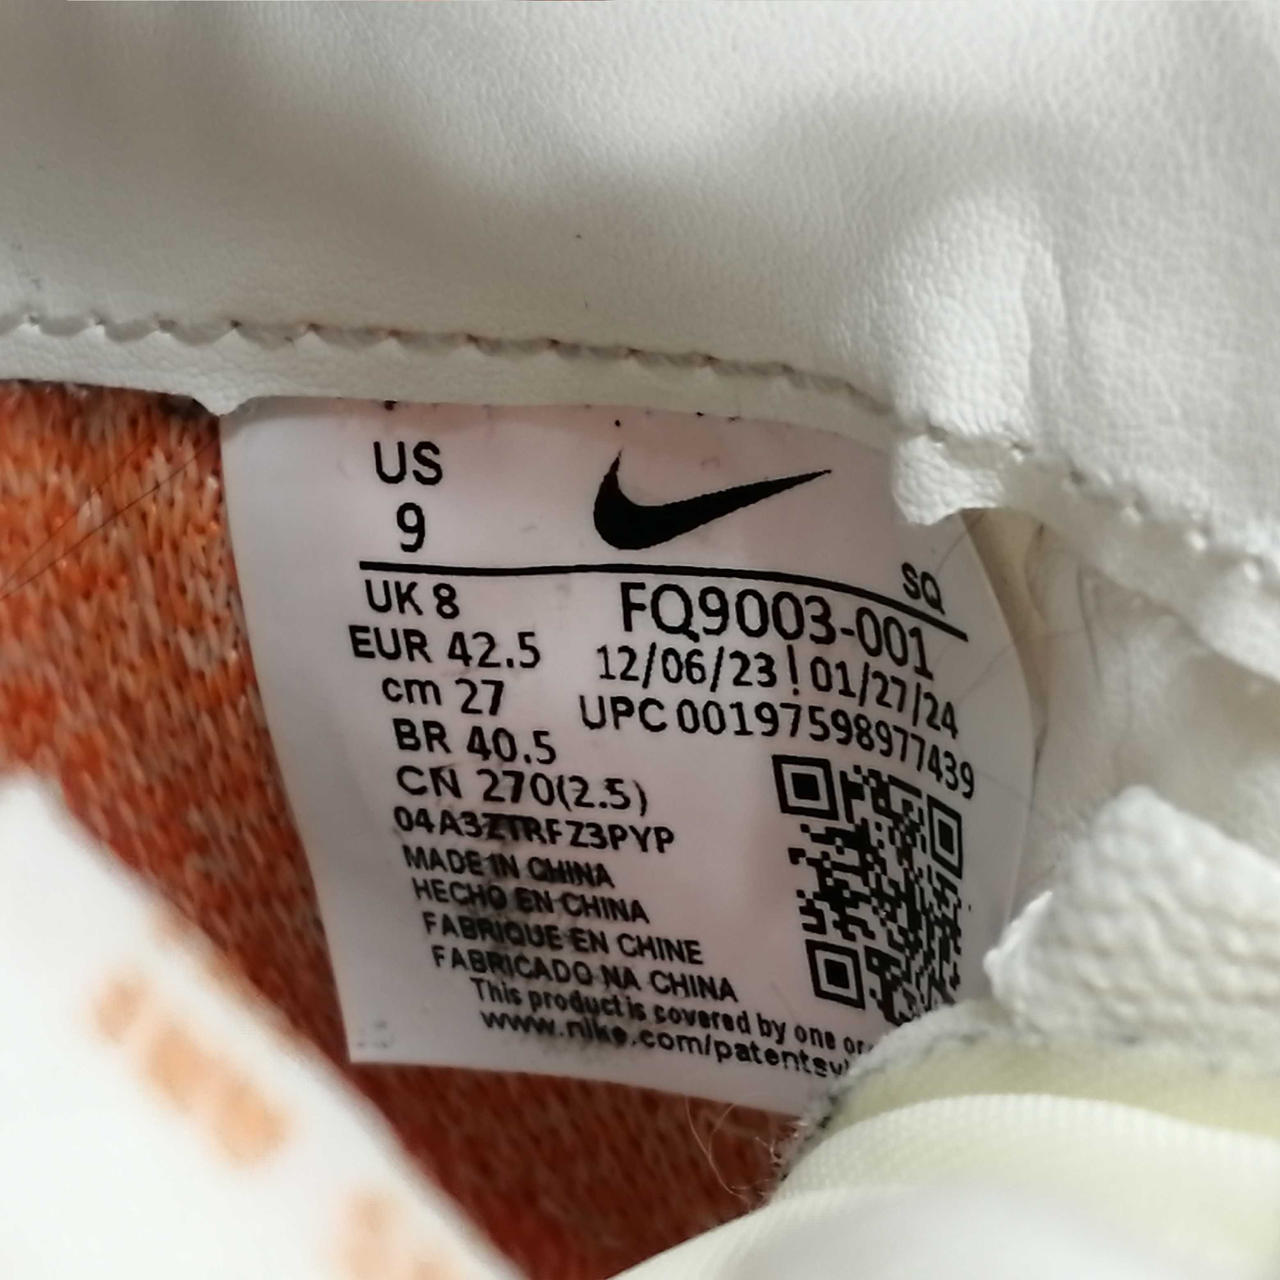 US
9
SQ
UK 8
FQ9003-001
EUR 42.5
12/06/23 ! 01/27/24
cm 27
UPC 00197598977439
BR 40.5
CN 270(2.5)
04A3ZTRFZ3PYP
MADE IN CHINA
HECHO EN CHINA
FABRIQUE EN CHINE
FABRICADO NA CHINA
This product is covered by one or
www.nike.com/patents